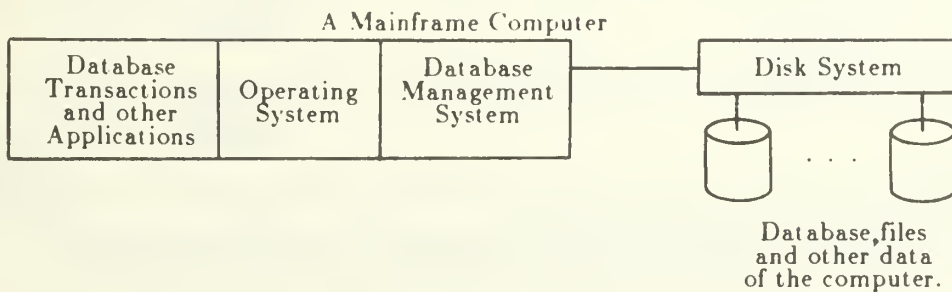 A Mainframe Computer
Database
Transactions
and other
Applications
Operating
System
Database
Management
System
Disk System
. . .
Database,files
and other data
of the computer.